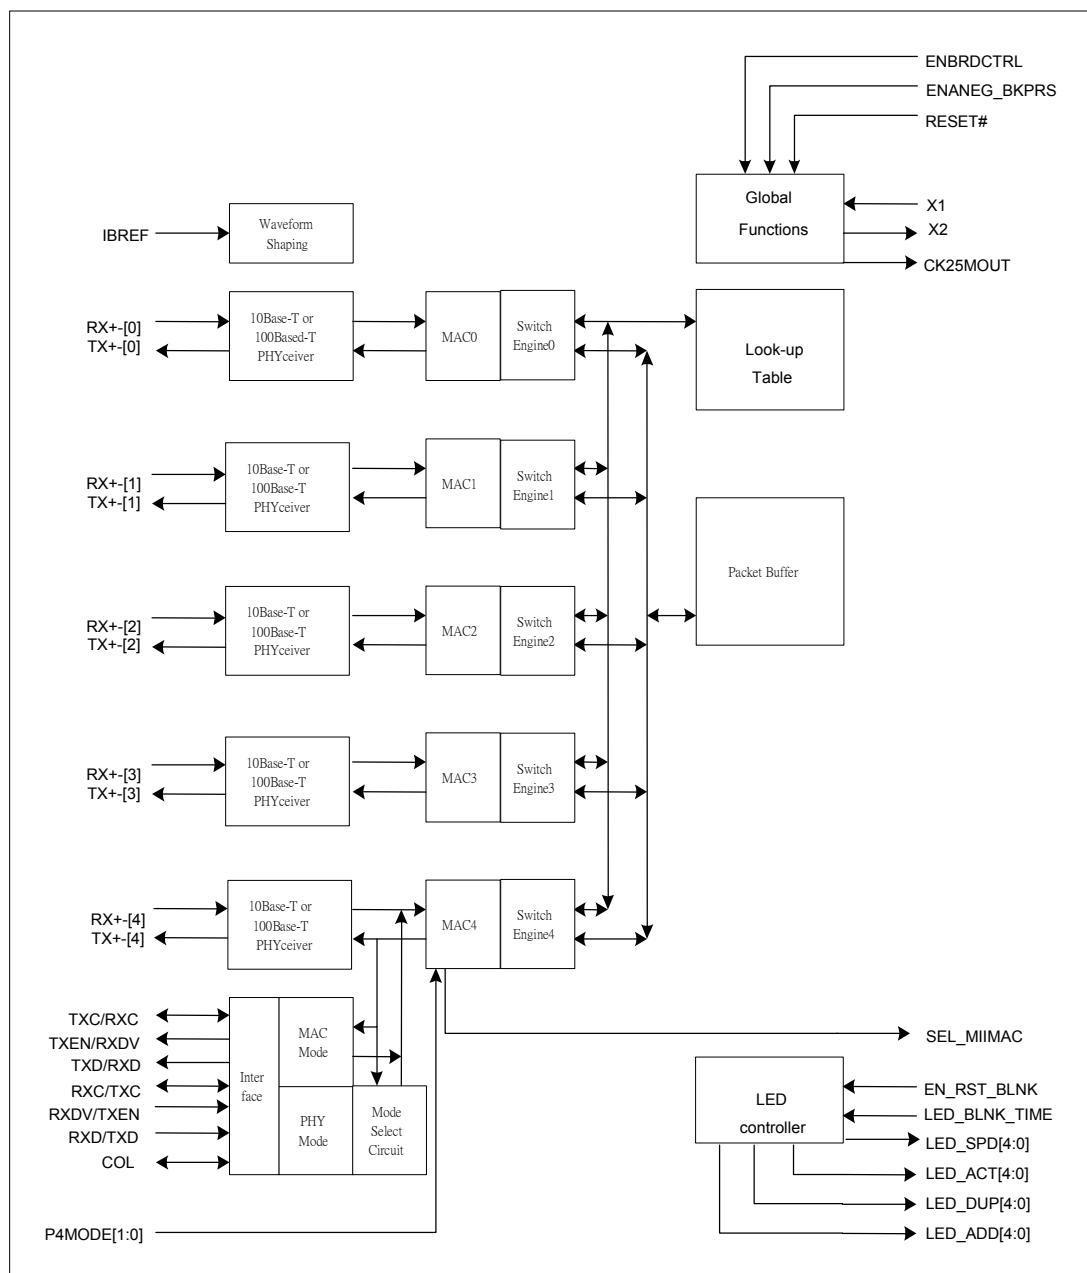 ENBRDCTRL
ENANEG_BKPRS
RESET#
Global
Functions
X1
X2
CK25MOUT
IBREF
Waveform
Shaping
RX+-[0]
TX+-[0]
10Base-T or
100Based-T
PHYceiver
MAC0
Switch
Engine0
Look-up
Table
RX+-[1]
TX+-[1]
10Base-T or
100Base-T
PHYceiver
MAC1
Switch
Engine1
Packet Buffer
RX+-[2]
TX+-[2]
10Base-T or
100Base-T
PHYceiver
MAC2
Switch
Engine2
RX+-[3]
TX+-[3]
10Base-T or
100Base-T
PHYceiver
MAC3
Switch
Engine3
RX+-[4]
TX+-[4]
10Base-T or
100Base-T
PHYceiver
MAC4
Switch
Engine4
TXC/RXC
TXEN/RXDV
TXD/RXD
RXC/TXC
RXDV/TXEN
RXD/TXD
COL
Inter
face
MAC
Mode
PHY
Mode
Mode
Select
Circuit
SEL_MIIMAC
LED
controller
EN_RST_BLNK
LED_BLNK_TIME
LED_SPD[4:0]
LED_ACT[4:0]
LED_DUP[4:0]
LED_ADD[4:0]
P4MODE[1:0]